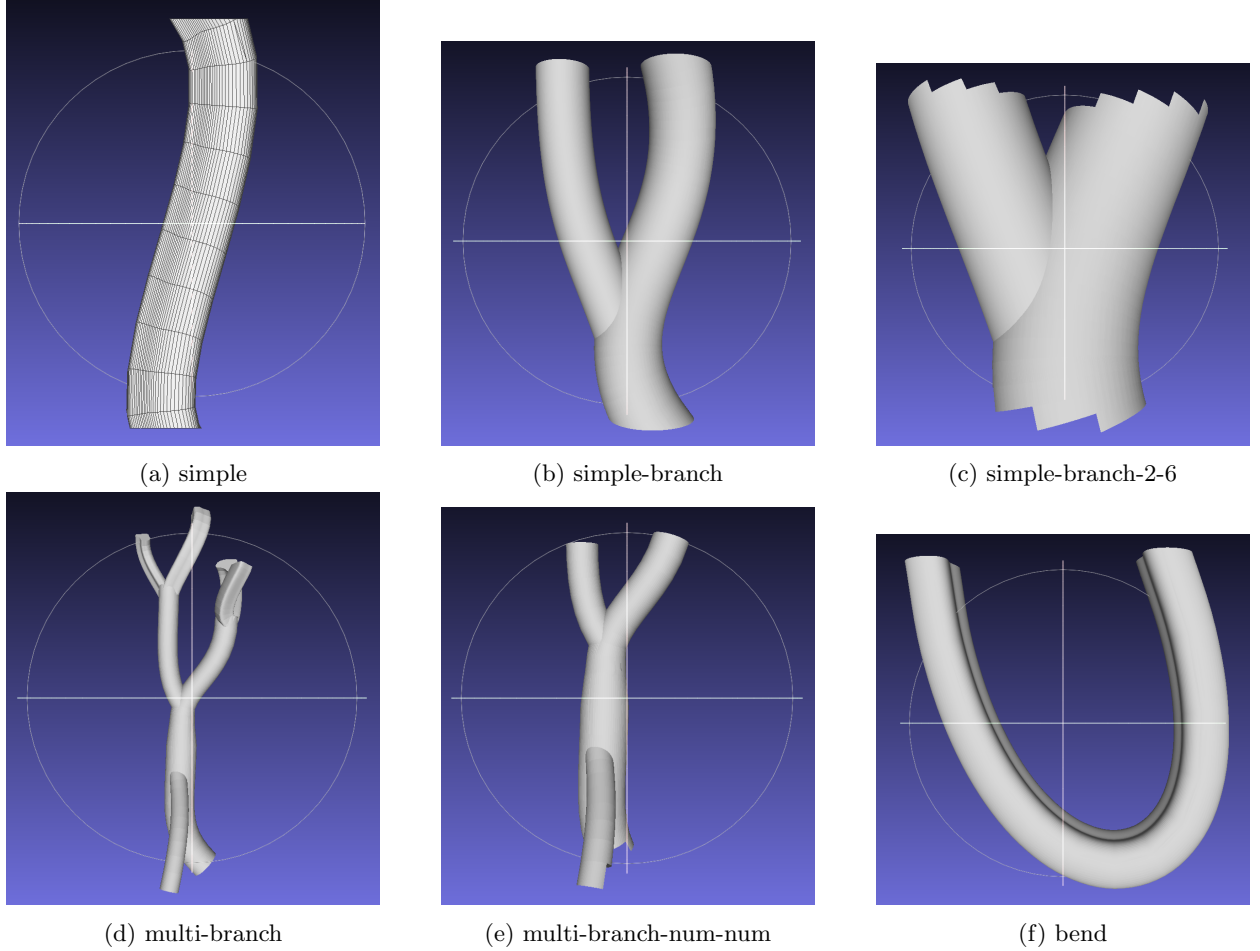 (a) simple
(b) simple-branch
(c) simple-branch-2-6
(d) multi-branch
(e) multi-branch-num-num
(f) bend